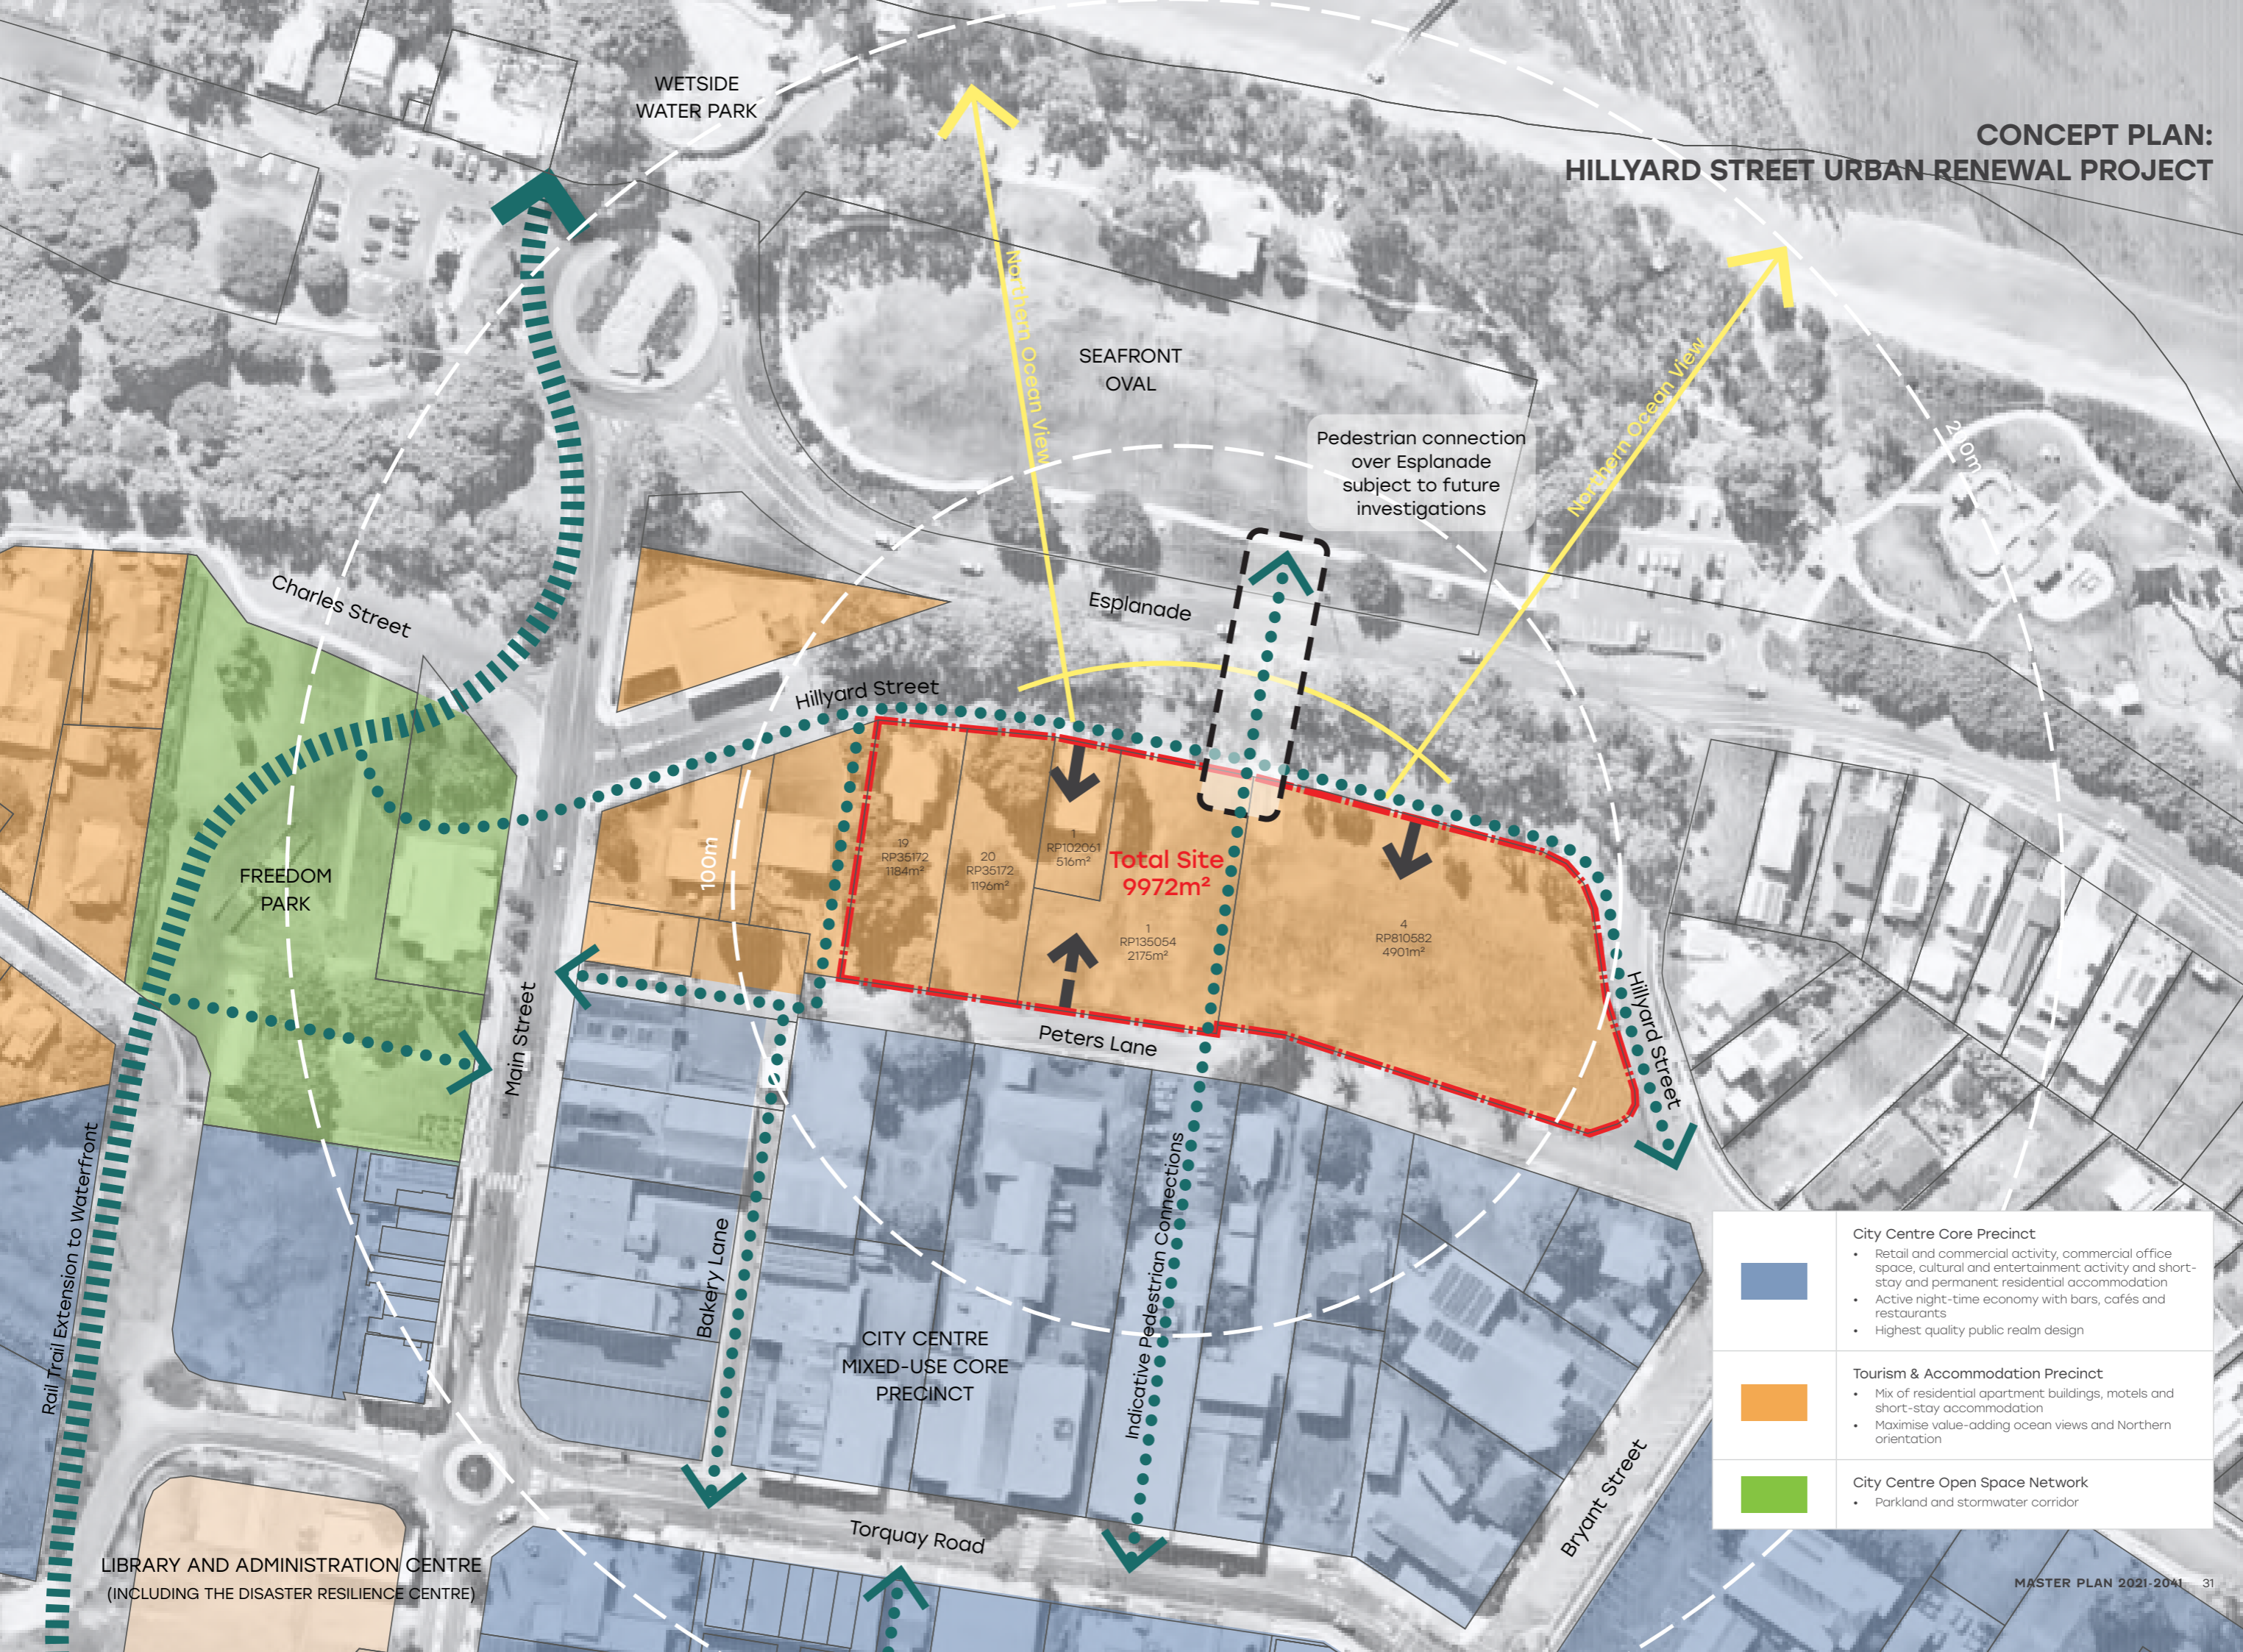 CONCEPT PLAN:
HILLYARD STREET URBAN RENEWAL PROJECT
WETSIDE
WATER PARK
SEAFRONT
OVAL
Northern Ocean View
Northern Ocean View
Pedestrian connection
over Esplanade
subject to future
investigations
200m
Charles Street
Esplanade
Hillyard Street
FREEDOM
PARK
100m
19
RP35172
1184m²
20
RP35172
1196m²
1
RP102061
516m²
Total Site
9972m²
1
RP135054
2175m²
4
RP810582
4901m²
Main Street
Peters Lane
Hillyard Street
Rail Trail Extension to Waterfront
Bakery Lane
Indicative Pedestrian Connections
CITY CENTRE
MIXED-USE CORE
PRECINCT
Torquay Road
Bryant Street
LIBRARY AND ADMINISTRATION CENTRE
(INCLUDING THE DISASTER RESILIENCE CENTRE)
City Centre Core Precinct
• Retail and commercial activity, commercial office
space, cultural and entertainment activity and short-
stay and permanent residential accommodation
• Active night-time economy with bars, cafés and
restaurants
• Highest quality public realm design
Tourism & Accommodation Precinct
• Mix of residential apartment buildings, motels and
short-stay accommodation
• Maximise value-adding ocean views and Northern
orientation
City Centre Open Space Network
• Parkland and stormwater corridor
MASTER PLAN 2021-2041 31